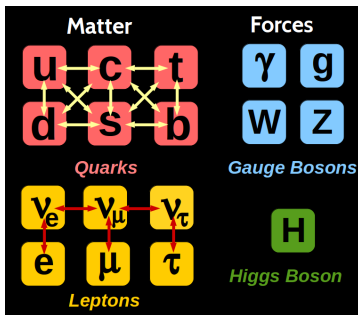 Matter
u c t
d s b
Quarks
νe νμ ντ
e μ τ
Leptons
Forces
γ g
W Z
Gauge Bosons
H
Higgs Boson